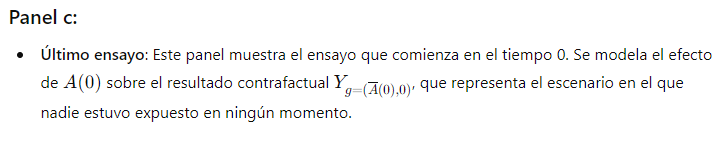 Panel c:
• Último ensayo: Este panel muestra el ensayo que comienza en el tiempo 0. Se modela el efecto
de A(0) sobre el resultado contrafactual Y_{g=(\overline{A}(0),0)}, que representa el escenario en el que
nadie estuvo expuesto en ningún momento.